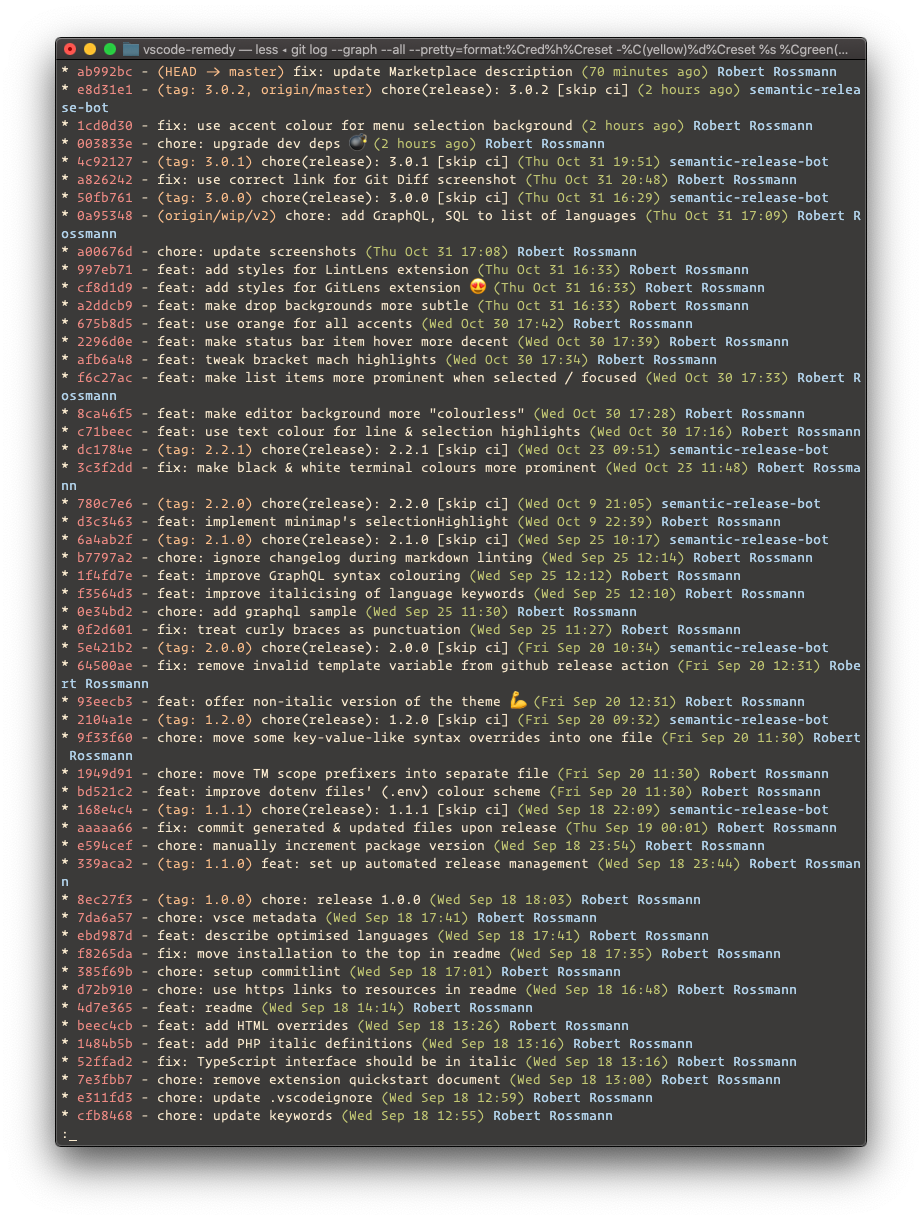 vscode-remedy — less ◂ git log --graph --all --pretty=format:%Cred%h%Creset -%C(yellow)%d%Creset %s %Cgreen(...
* ab992bc - (HEAD → master) fix: update Marketplace description (70 minutes ago) Robert Rossmann
* e8d31e1 - (tag: 3.0.2, origin/master) chore(release): 3.0.2 [skip ci] (2 hours ago) semantic-relea
se-bot
* 1cd0d30 - fix: use accent colour for menu selection background (2 hours ago) Robert Rossmann
* 003833e - chore: upgrade dev deps 💣 (2 hours ago) Robert Rossmann
* 4c92127 - (tag: 3.0.1) chore(release): 3.0.1 [skip ci] (Thu Oct 31 19:51) semantic-release-bot
* a826242 - fix: use correct link for Git Diff screenshot (Thu Oct 31 20:48) Robert Rossmann
* 50fb761 - (tag: 3.0.0) chore(release): 3.0.0 [skip ci] (Thu Oct 31 16:29) semantic-release-bot
* 0a95348 - (origin/wip/v2) chore: add GraphQL, SQL to list of languages (Thu Oct 31 17:09) Robert R
ossmann
* a00676d - chore: update screenshots (Thu Oct 31 17:08) Robert Rossmann
* 997eb71 - feat: add styles for LintLens extension (Thu Oct 31 16:33) Robert Rossmann
* cf8d1d9 - feat: add styles for GitLens extension 😍 (Thu Oct 31 16:33) Robert Rossmann
* a2ddcb9 - feat: make drop backgrounds more subtle (Thu Oct 31 16:33) Robert Rossmann
* 675b8d5 - feat: use orange for all accents (Wed Oct 30 17:42) Robert Rossmann
* 2296d0e - feat: make status bar item hover more decent (Wed Oct 30 17:39) Robert Rossmann
* afb6a48 - feat: tweak bracket mach highlights (Wed Oct 30 17:34) Robert Rossmann
* f6c27ac - feat: make list items more prominent when selected / focused (Wed Oct 30 17:33) Robert R
ossmann
* 8ca46f5 - feat: make editor background more "colourless" (Wed Oct 30 17:28) Robert Rossmann
* c71beec - feat: use text colour for line & selection highlights (Wed Oct 30 17:16) Robert Rossmann
* dc1784e - (tag: 2.2.1) chore(release): 2.2.1 [skip ci] (Wed Oct 23 09:51) semantic-release-bot
* 3c3f2dd - fix: make black & white terminal colours more prominent (Wed Oct 23 11:48) Robert Rossma
nn
* 780c7e6 - (tag: 2.2.0) chore(release): 2.2.0 [skip ci] (Wed Oct 9 21:05) semantic-release-bot
* d3c3463 - feat: implement minimap's selectionHighlight (Wed Oct 9 22:39) Robert Rossmann
* 6a4ab2f - (tag: 2.1.0) chore(release): 2.1.0 [skip ci] (Wed Sep 25 10:17) semantic-release-bot
* b7797a2 - chore: ignore changelog during markdown linting (Wed Sep 25 12:14) Robert Rossmann
* 1f4fd7e - feat: improve GraphQL syntax colouring (Wed Sep 25 12:12) Robert Rossmann
* f3564d3 - feat: improve italicising of language keywords (Wed Sep 25 12:10) Robert Rossmann
* 0e34bd2 - chore: add graphql sample (Wed Sep 25 11:30) Robert Rossmann
* 0f2d601 - fix: treat curly braces as punctuation (Wed Sep 25 11:27) Robert Rossmann
* 5e421b2 - (tag: 2.0.0) chore(release): 2.0.0 [skip ci] (Fri Sep 20 10:34) semantic-release-bot
* 64500ae - fix: remove invalid template variable from github release action (Fri Sep 20 12:31) Robe
rt Rossmann
* 93eecb3 - feat: offer non-italic version of the theme 💪 (Fri Sep 20 12:31) Robert Rossmann
* 2104a1e - (tag: 1.2.0) chore(release): 1.2.0 [skip ci] (Fri Sep 20 09:32) semantic-release-bot
* 9f33f60 - chore: move some key-value-like syntax overrides into one file (Fri Sep 20 11:30) Robert
Rossmann
* 1949d91 - chore: move TM scope prefixers into separate file (Fri Sep 20 11:30) Robert Rossmann
* bd521c2 - feat: improve dotenv files' (.env) colour scheme (Fri Sep 20 11:30) Robert Rossmann
* 168e4c4 - (tag: 1.1.1) chore(release): 1.1.1 [skip ci] (Wed Sep 18 22:09) semantic-release-bot
* aaaaa66 - fix: commit generated & updated files upon release (Thu Sep 19 00:01) Robert Rossmann
* e594cef - chore: manually increment package version (Wed Sep 18 23:54) Robert Rossmann
* 339aca2 - (tag: 1.1.0) feat: set up automated release management (Wed Sep 18 23:44) Robert Rossman
n
* 8ec27f3 - (tag: 1.0.0) chore: release 1.0.0 (Wed Sep 18 18:03) Robert Rossmann
* 7da6a57 - chore: vsce metadata (Wed Sep 18 17:41) Robert Rossmann
* ebd987d - feat: describe optimised languages (Wed Sep 18 17:41) Robert Rossmann
* f8265da - fix: move installation to the top in readme (Wed Sep 18 17:35) Robert Rossmann
* 385f69b - chore: setup commitlint (Wed Sep 18 17:01) Robert Rossmann
* d72b910 - chore: use https links to resources in readme (Wed Sep 18 16:48) Robert Rossmann
* 4d7e365 - feat: readme (Wed Sep 18 14:14) Robert Rossmann
* beec4cb - feat: add HTML overrides (Wed Sep 18 13:26) Robert Rossmann
* 1484b5b - feat: add PHP italic definitions (Wed Sep 18 13:16) Robert Rossmann
* 52ffad2 - fix: TypeScript interface should be in italic (Wed Sep 18 13:16) Robert Rossmann
* 7e3fbb7 - chore: remove extension quickstart document (Wed Sep 18 13:00) Robert Rossmann
* e311fd3 - chore: update .vscodeignore (Wed Sep 18 12:59) Robert Rossmann
* cfb8468 - chore: update keywords (Wed Sep 18 12:55) Robert Rossmann
:_